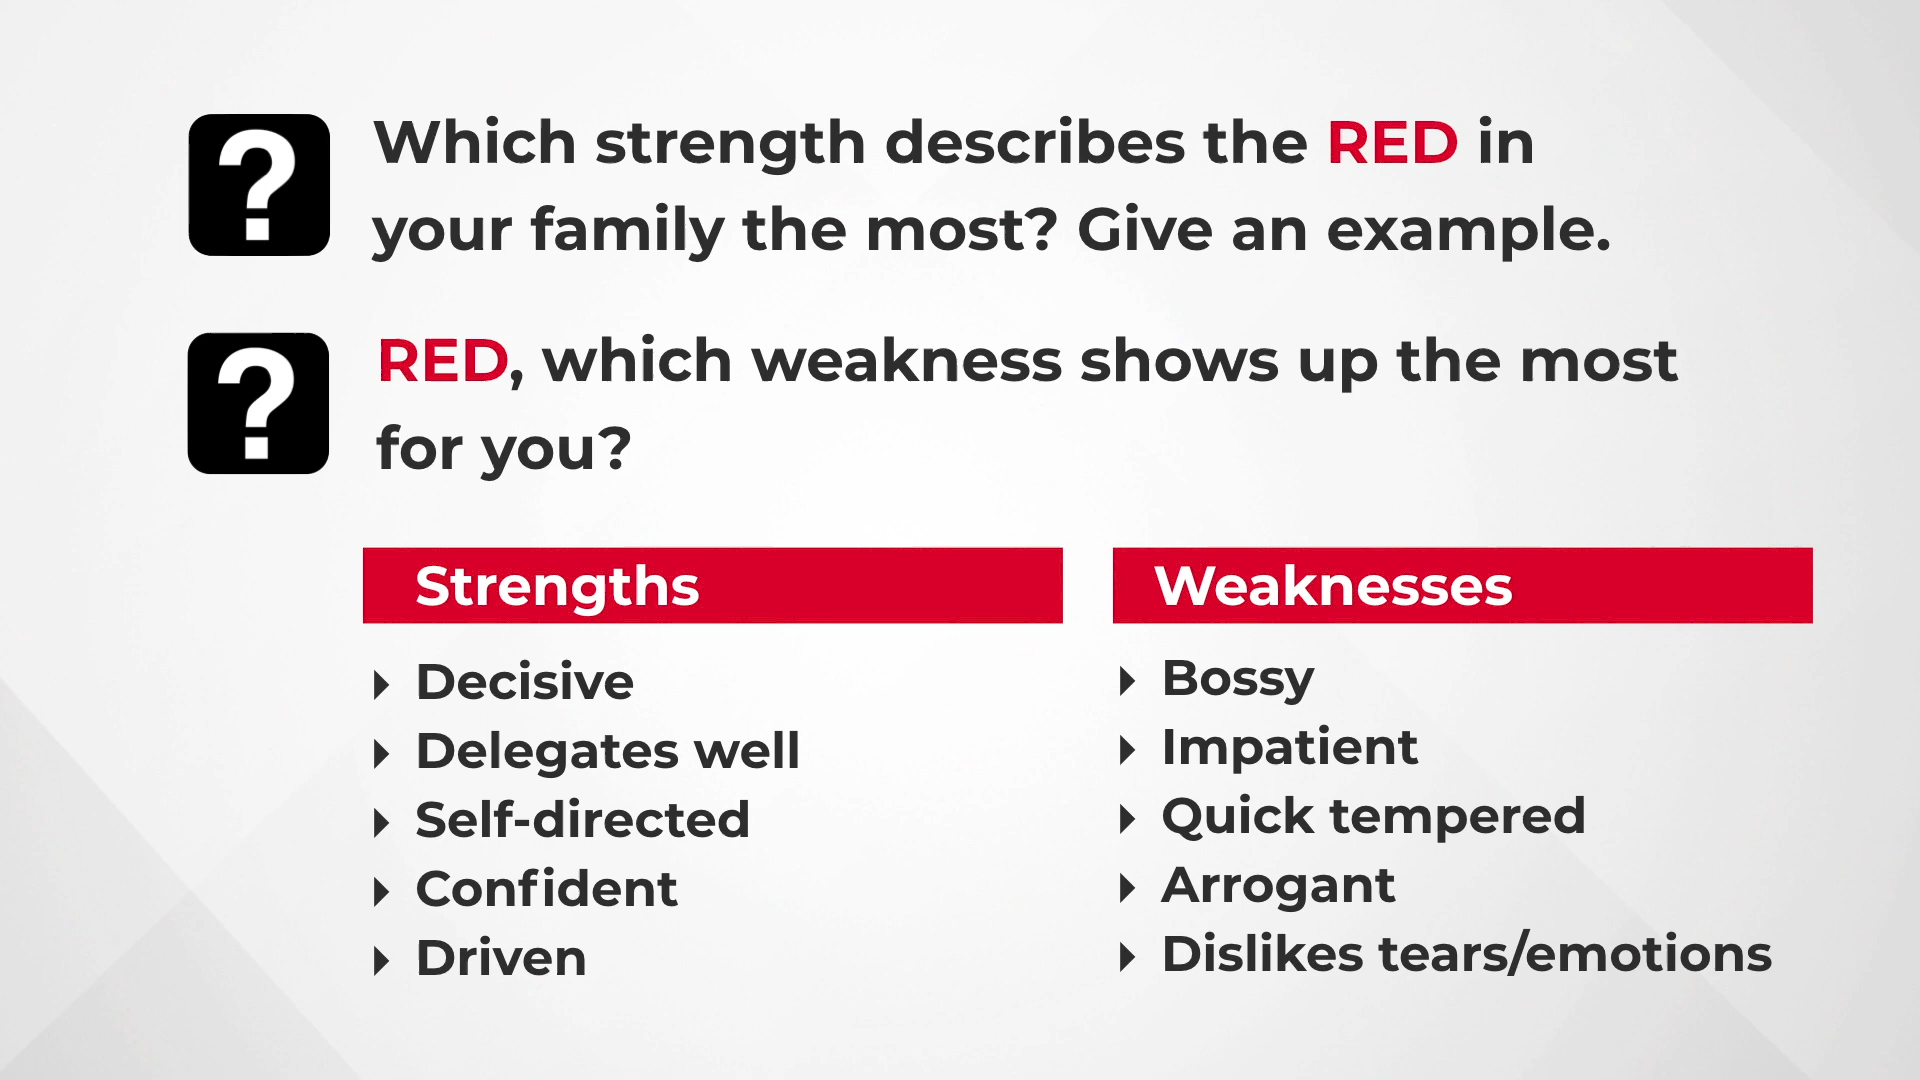 ?
Which strength describes the RED in
your family the most? Give an example.
?
RED, which weakness shows up the most
for you?
Strengths
Decisive
Delegates well
Self-directed
Confident
Driven
Weaknesses
Bossy
Impatient
Quick tempered
Arrogant
Dislikes tears/emotions